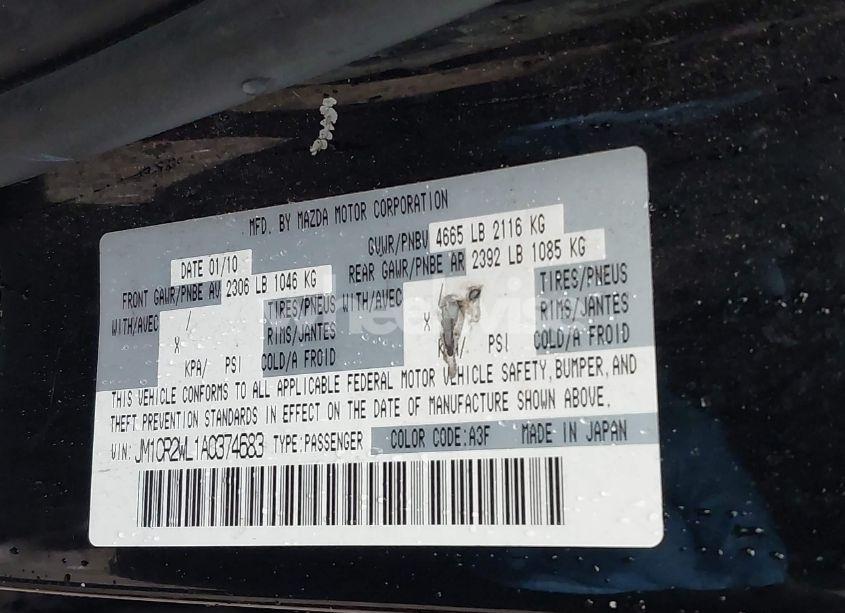 MFD. BY MAZDA MOTOR CORPORATION
DATE 01/10 GVWR/PNBV 4665 LB 2116 KG
FRONT GAWR/PNBE AV 2306 LB 1046 KG REAR GAWR/PNBE AR 2392 LB 1085 KG
WITH/AVEC / TIRES/PNEUS WITH/AVEC TIRES/PNEUS
X RIMS/JANTES X RIMS/JANTES
KPA/ PSI COLD/A FROID PSI COLD/A FROID
THIS VEHICLE CONFORMS TO ALL APPLICABLE FEDERAL MOTOR VEHICLE SAFETY, BUMPER, AND
THEFT PREVENTION STANDARDS IN EFFECT ON THE DATE OF MANUFACTURE SHOWN ABOVE.
VIN: JM1CR2WL1A0374683 TYPE:PASSENGER COLOR CODE:A3F MADE IN JAPAN